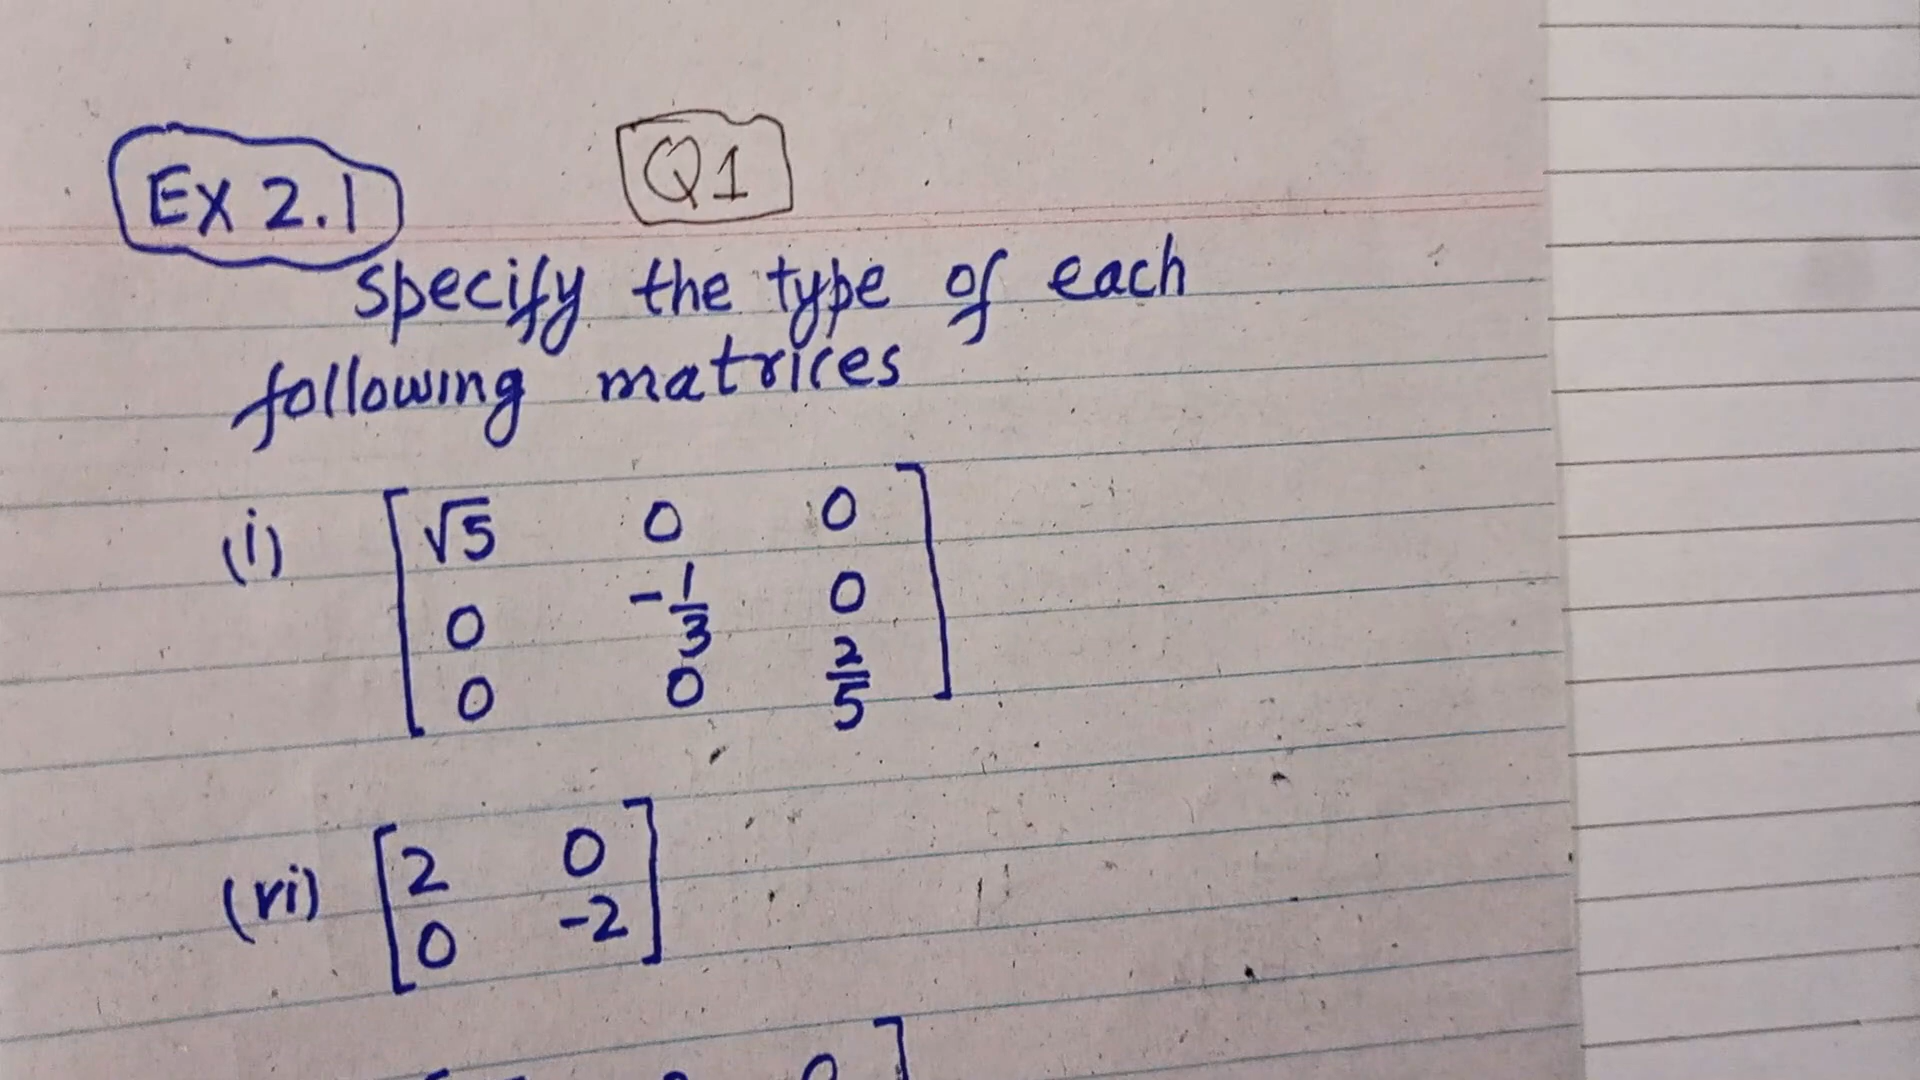 Ex 2.1
Q1
specify the type of each
following matrices
(i) [√5 0 0
0 -1/3 0
0 0 2/5]
(vi) [2 0
0 -2]